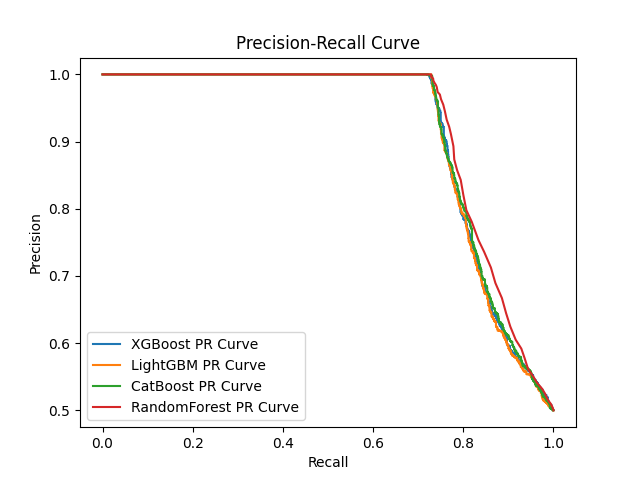 Precision-Recall Curve
Precision
1.0
0.9
0.8
0.7
0.6
0.5
XGBoost PR Curve
LightGBM PR Curve
CatBoost PR Curve
RandomForest PR Curve
0.0 0.2 0.4 0.6 0.8 1.0
Recall